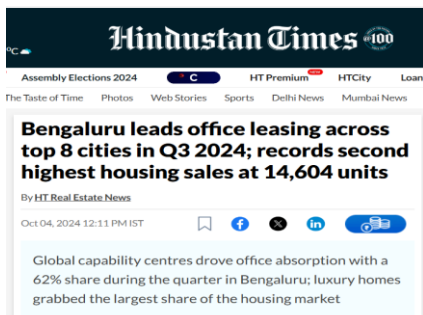 Hindustan Times @100
°C
Assembly Elections 2024 C HT Premium New HTCity Loan
The Taste of Time Photos Web Stories Sports Delhi News Mumbai News
Bengaluru leads office leasing across
top 8 cities in Q3 2024; records second
highest housing sales at 14,604 units
By HT Real Estate News
Oct 04, 2024 12:11 PM IST
Global capability centres drove office absorption with a
62% share during the quarter in Bengaluru; luxury homes
grabbed the largest share of the housing market